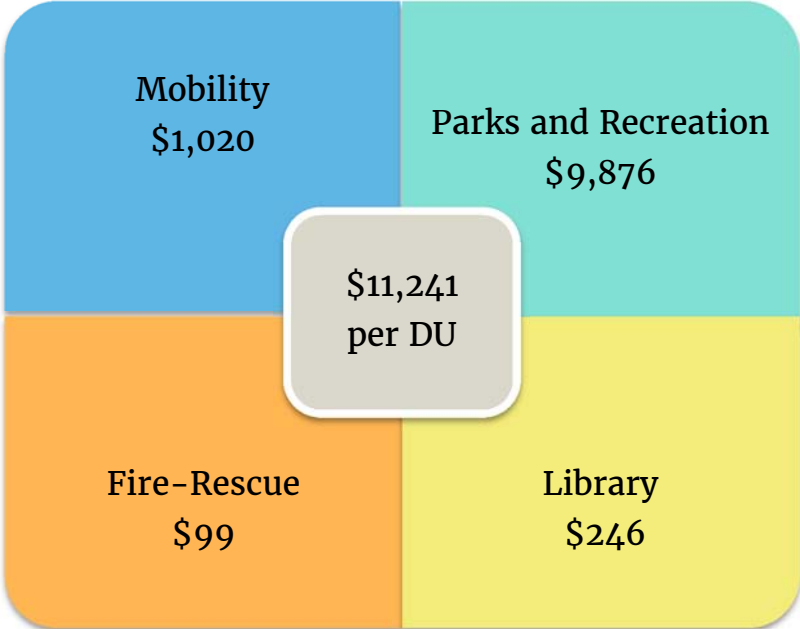 Mobility
$1,020
Parks and Recreation
$9,876
$11,241
per DU
Fire-Rescue
$99
Library
$246